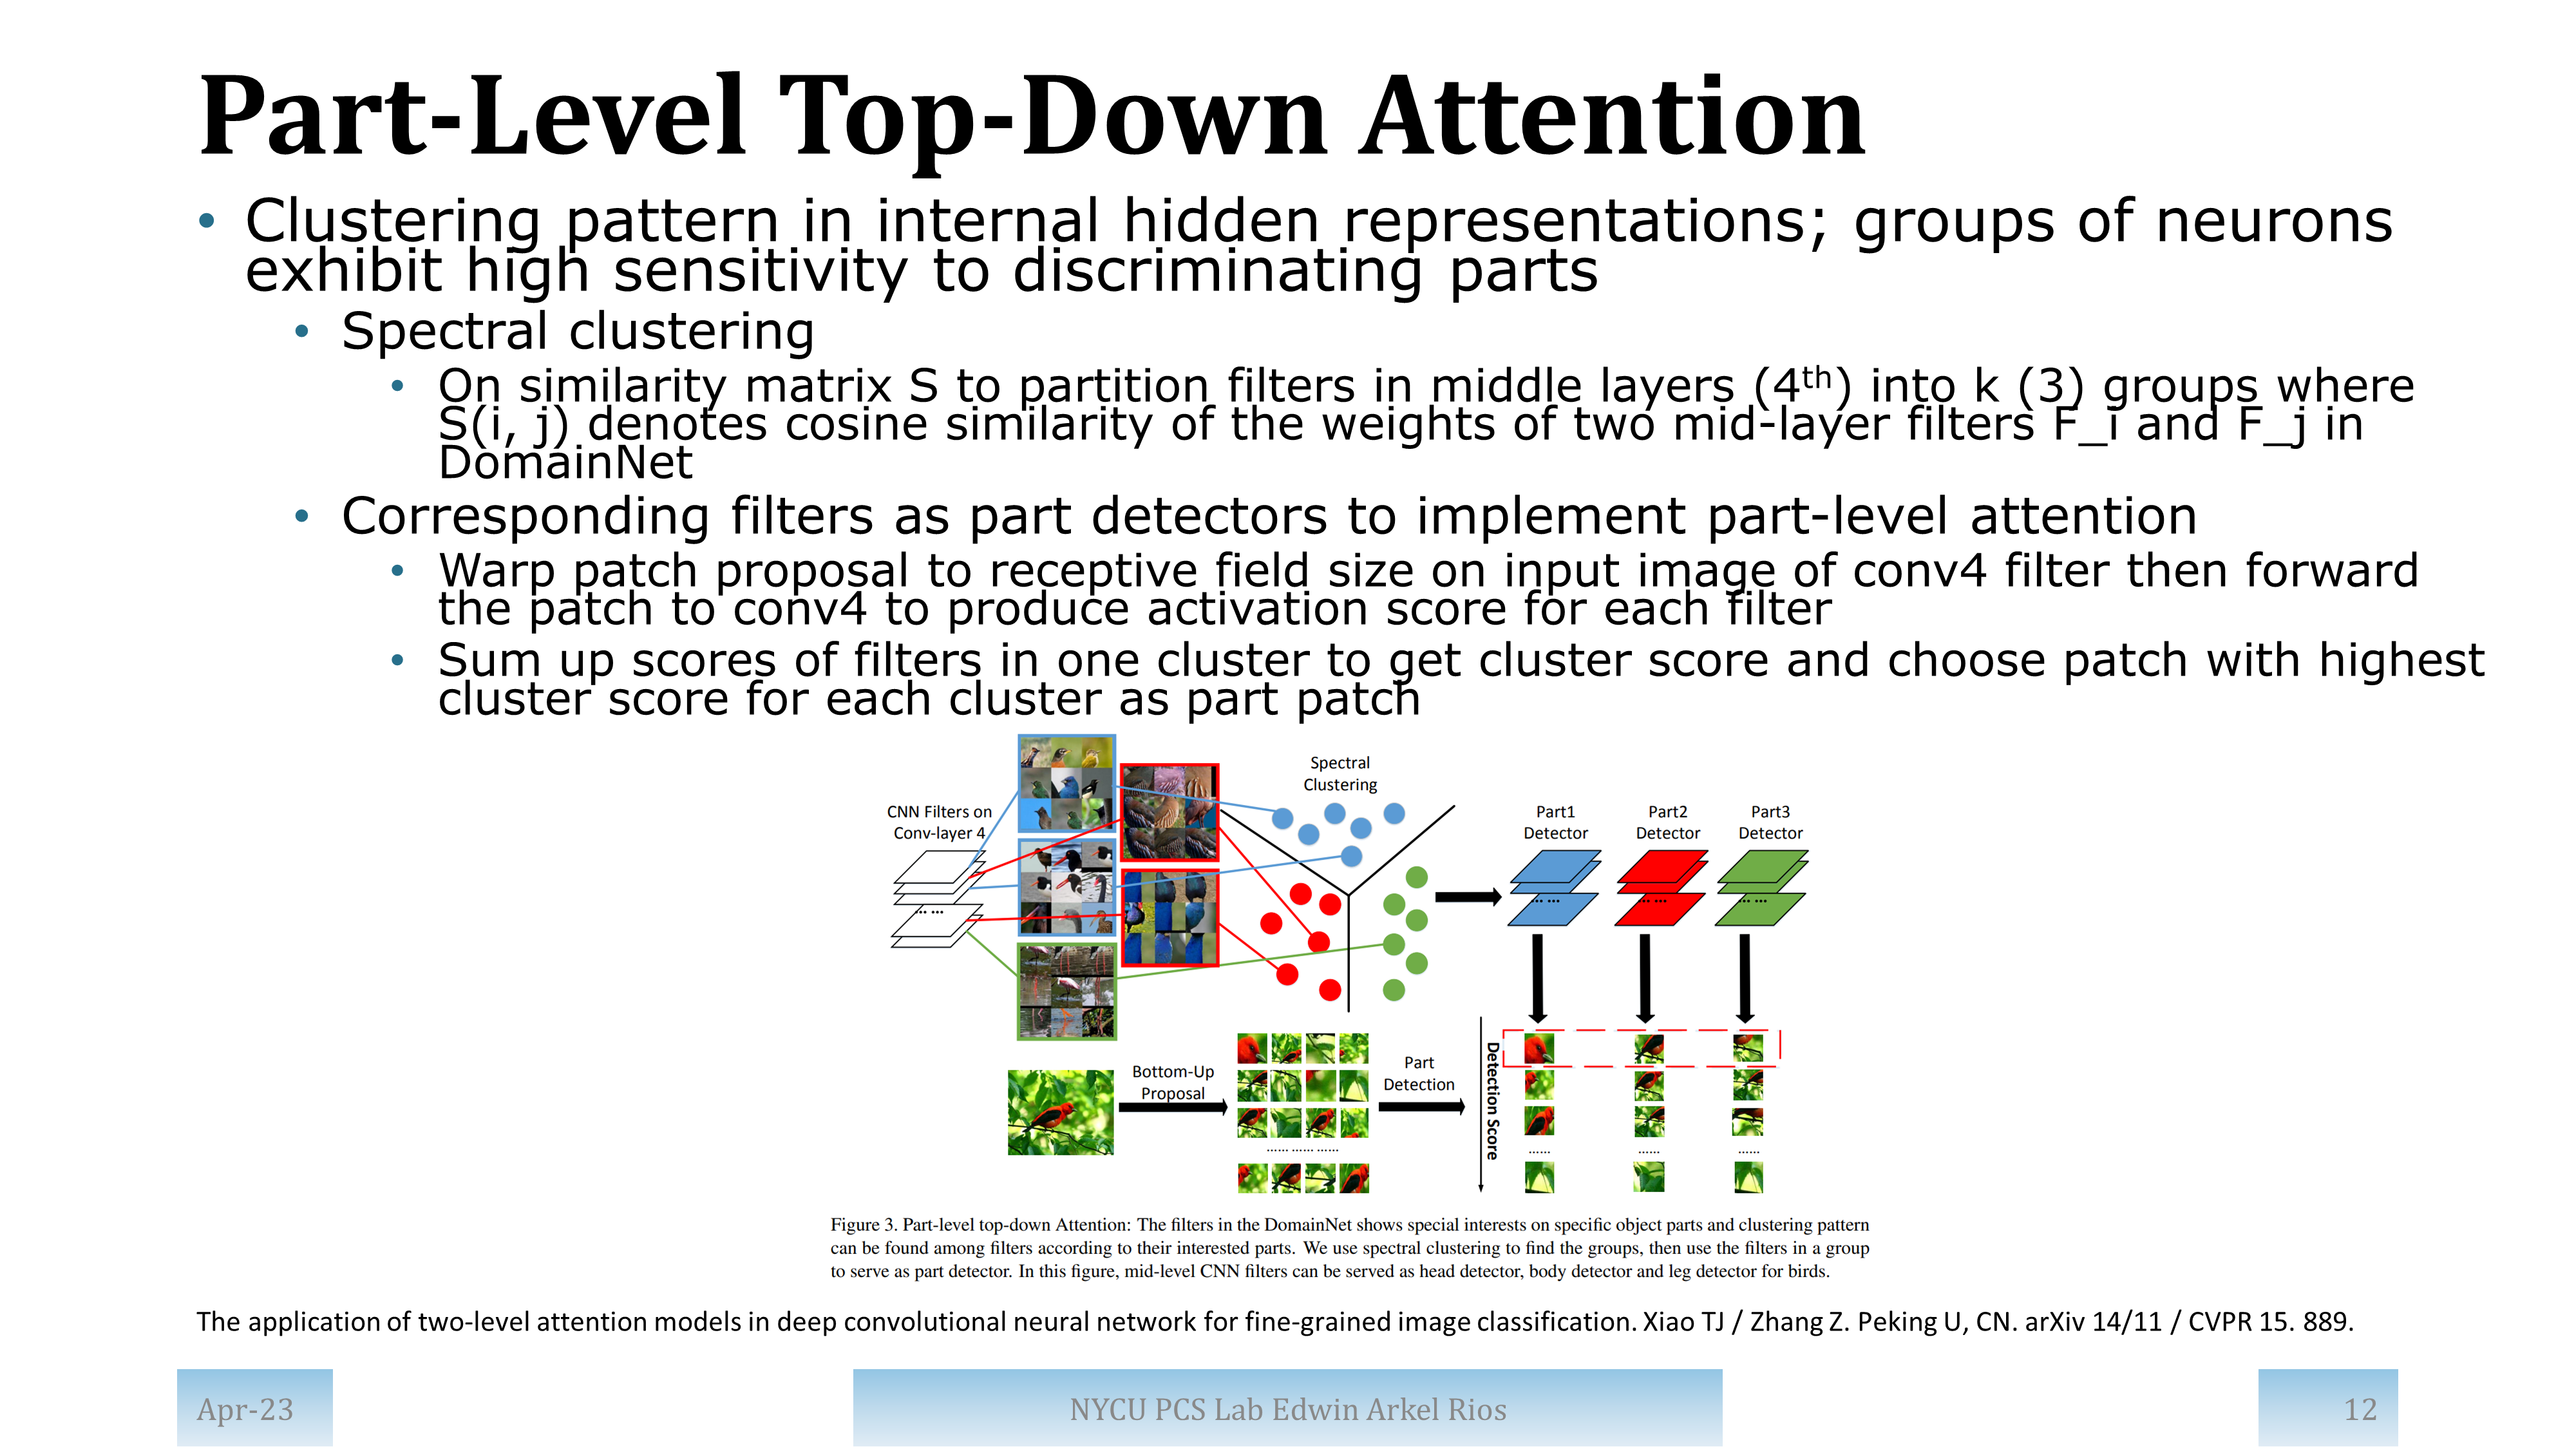 Part-Level Top-Down Attention
• Clustering pattern in internal hidden representations; groups of neurons
exhibit high sensitivity to discriminating parts
• Spectral clustering
• On similarity matrix S to partition filters in middle layers (4th) into k (3) groups where
S(i, j) denotes cosine similarity of the weights of two mid-layer filters F_i and F_j in
DomainNet
• Corresponding filters as part detectors to implement part-level attention
• Warp patch proposal to receptive field size on input image of conv4 filter then forward
the patch to conv4 to produce activation score for each filter
• Sum up scores of filters in one cluster to get cluster score and choose patch with highest
cluster score for each cluster as part patch
CNN Filters on
Conv-layer 4
... ...
Spectral
Clustering
Part1
Detector
Part2
Detector
Part3
Detector
... ...
... ...
... ...
Bottom-Up
Proposal
...... ...... ......
Part
Detection
Detection Score
......
......
......
Figure 3. Part-level top-down Attention: The filters in the DomainNet shows special interests on specific object parts and clustering pattern
can be found among filters according to their interested parts. We use spectral clustering to find the groups, then use the filters in a group
to serve as part detector. In this figure, mid-level CNN filters can be served as head detector, body detector and leg detector for birds.
The application of two-level attention models in deep convolutional neural network for fine-grained image classification. Xiao TJ / Zhang Z. Peking U, CN. arXiv 14/11 / CVPR 15. 889.
Apr-23
NYCU PCS Lab Edwin Arkel Rios
12